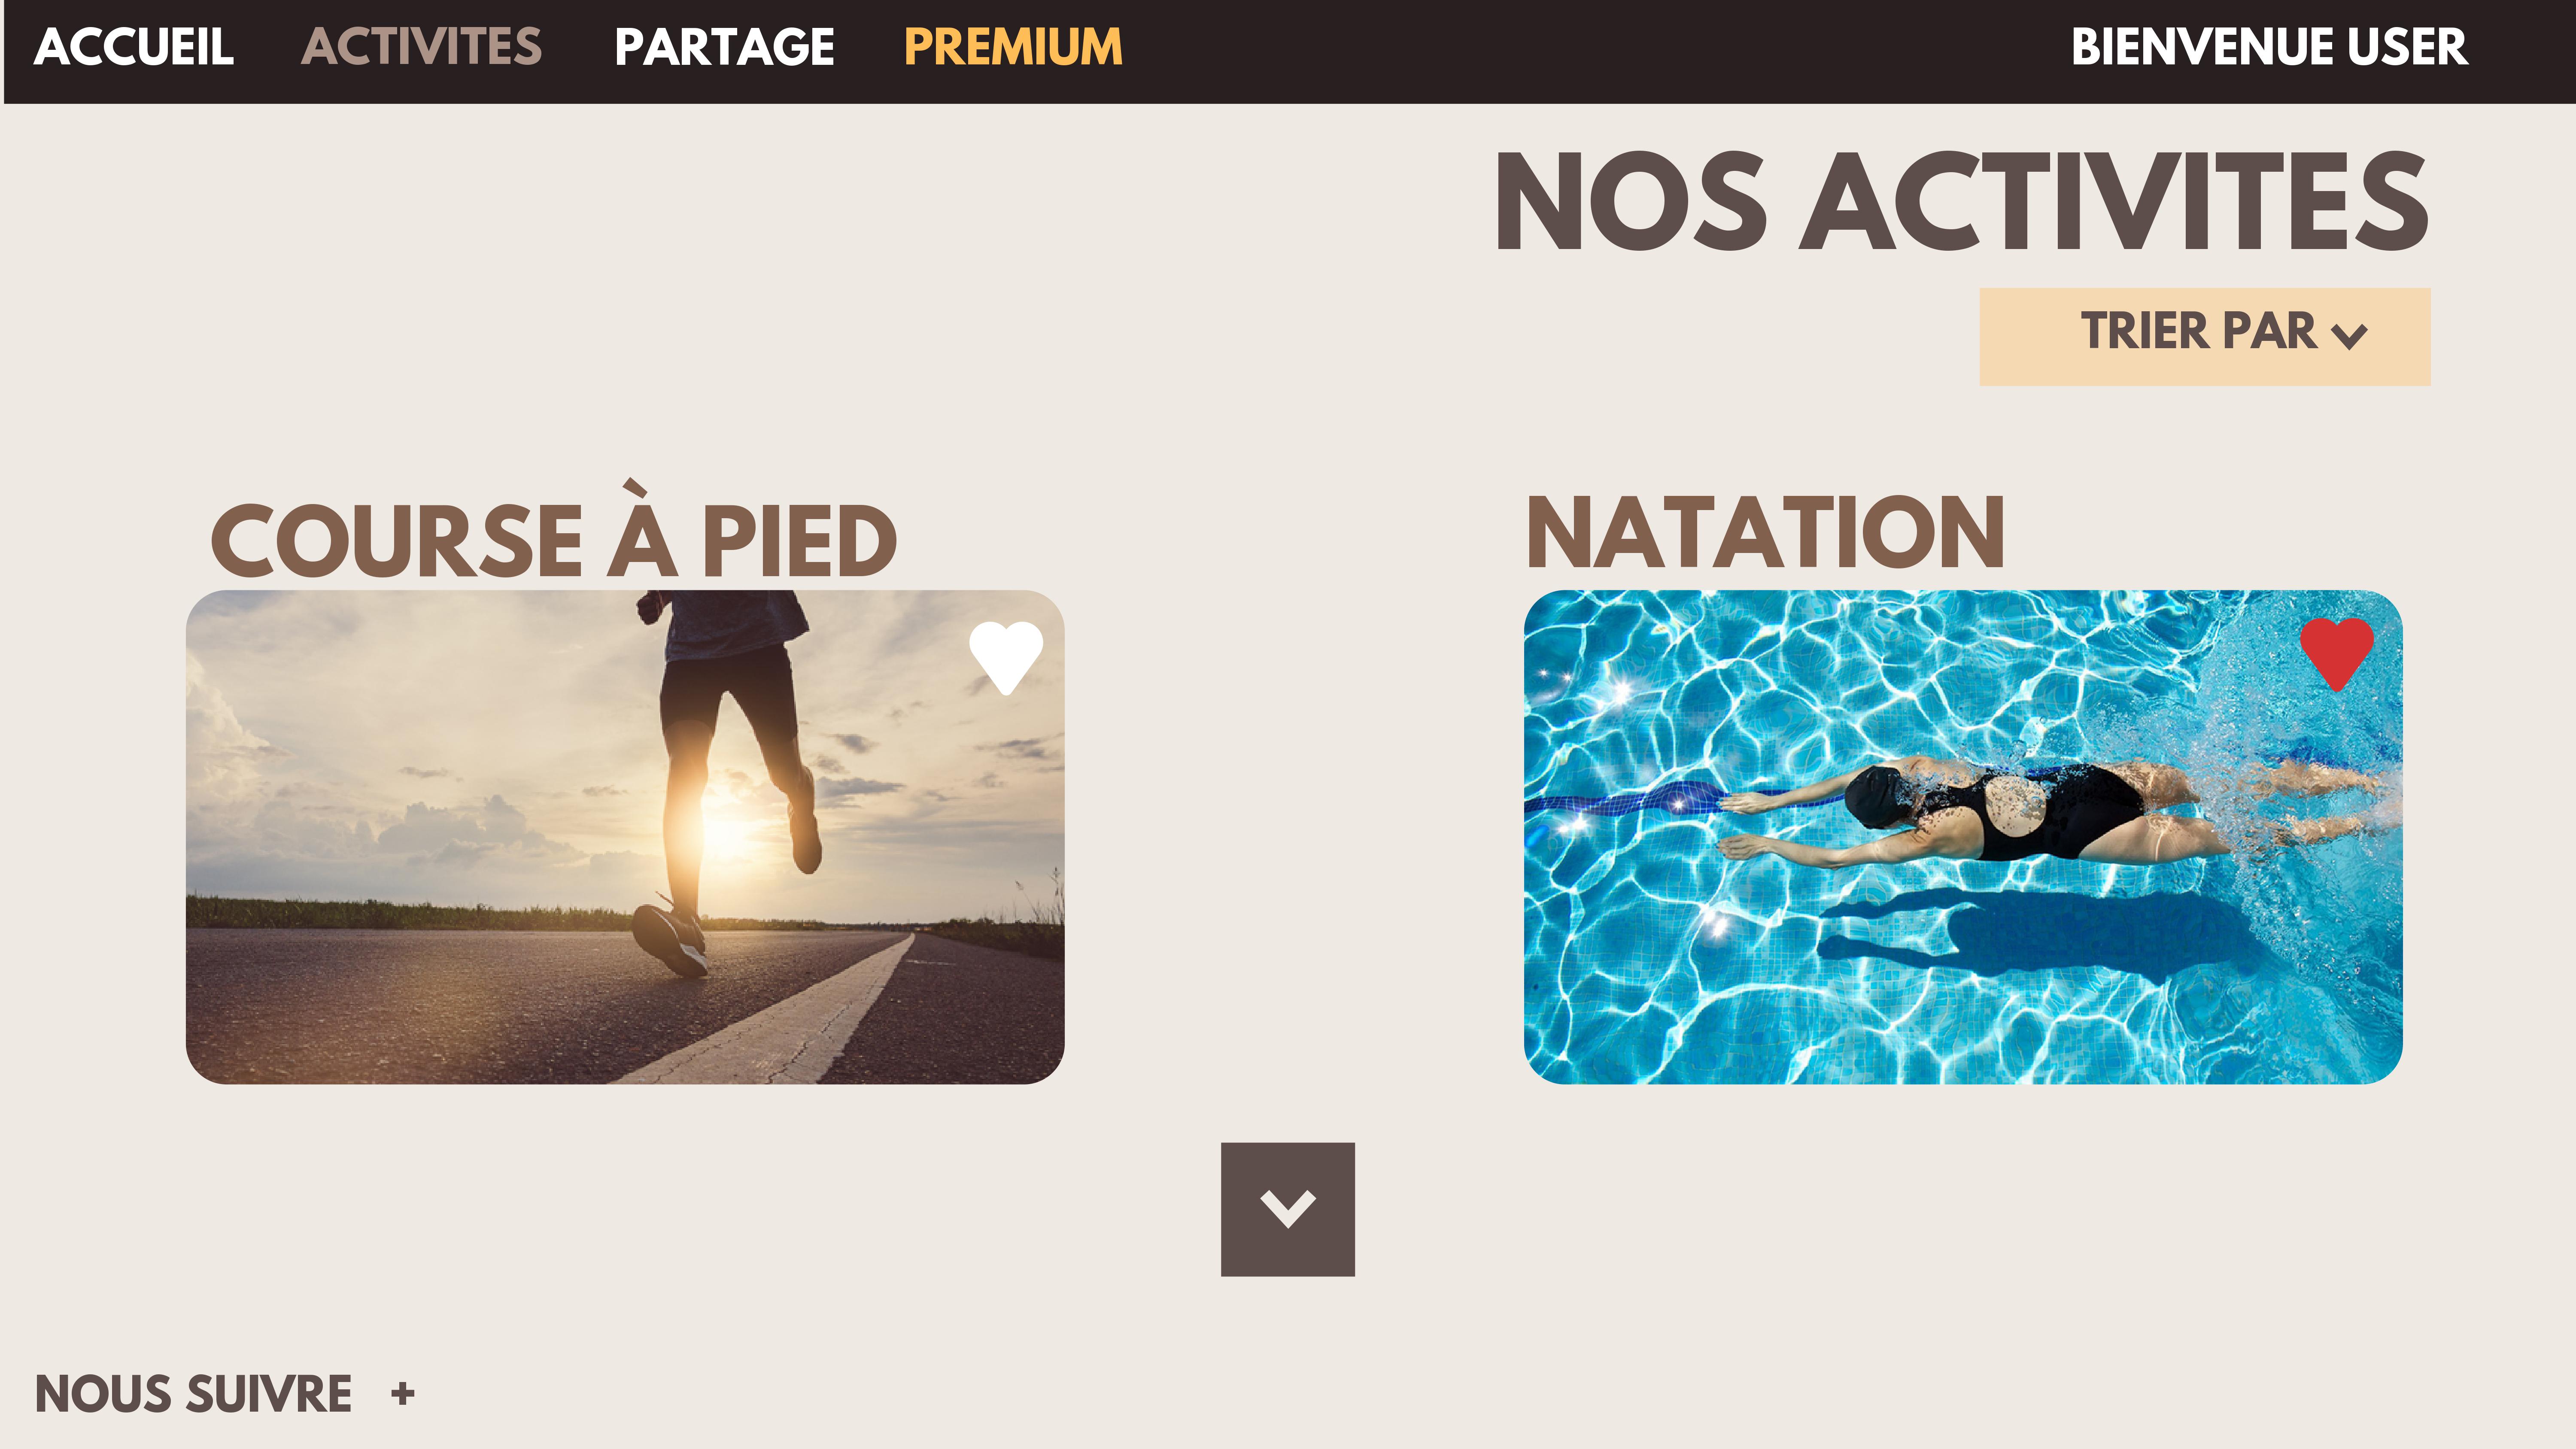 ACCUEIL ACTIVITES PARTAGE PREMIUM BIENVENUE USER
NOS ACTIVITES
TRIER PAR
COURSE À PIED
NATATION
NOUS SUIVRE +